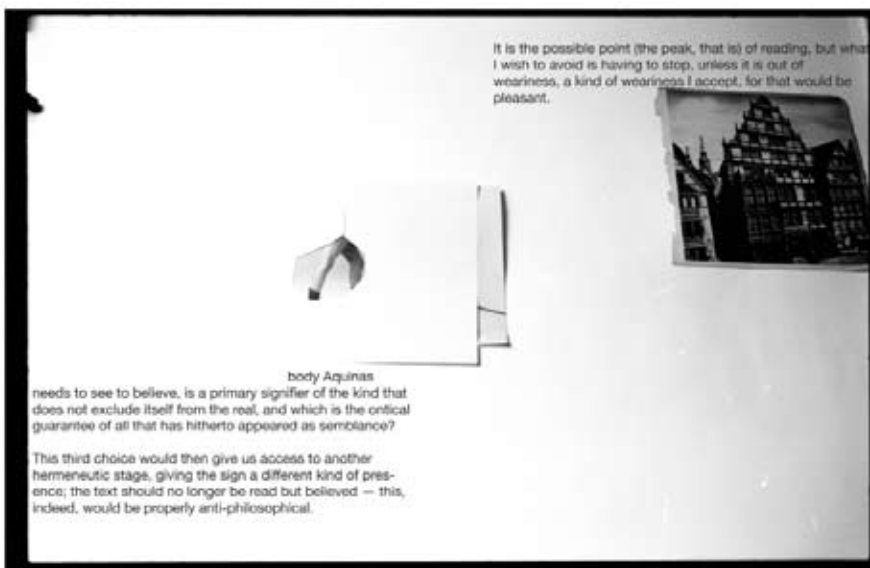 It is the possible point (the peak, that is) of reading, but what
I wish to avoid is having to stop, unless it is out of
weariness, a kind of weariness I accept, for that would be
pleasant.
body Aquinas
needs to see to believe, is a primary signifier of the kind that
does not exclude itself from the real, and which is the ontical
guarantee of all that has hitherto appeared as semblance?
This third choice would then give us access to another
hermeneutic stage, giving the sign a different kind of pres-
ence; the text should no longer be read but believed — this,
indeed, would be properly anti-philosophical.